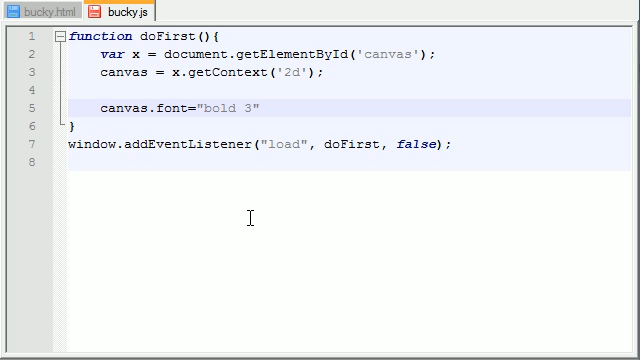 bucky.html bucky.js
1 function doFirst(){
2 var x = document.getElementById('canvas');
3 canvas = x.getContext('2d');
4
5 canvas.font="bold 3"
6 }
7 window.addEventListener("load", doFirst, false);
8